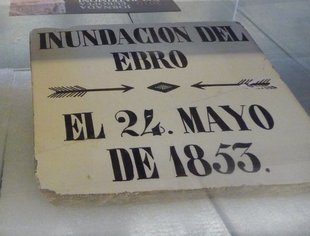 INUNDACION DEL
EBRO
EL 24. MAYO
DE 1853.